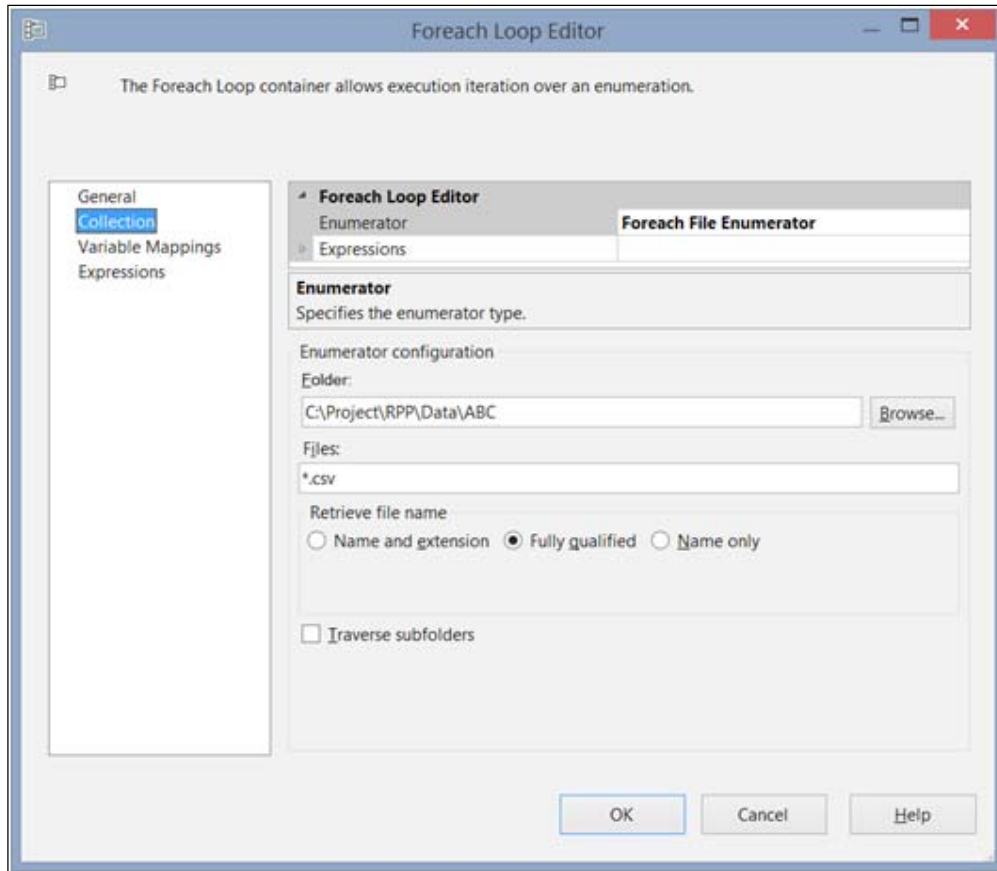 Foreach Loop Editor
The Foreach Loop container allows execution iteration over an enumeration.
General
Collection
Variable Mappings
Expressions
Foreach Loop Editor
Enumerator Foreach File Enumerator
Expressions
Enumerator
Specifies the enumerator type.
Enumerator configuration
Folder:
C:\Project\RPP\Data\ABC Browse...
Files:
*.csv
Retrieve file name
Name and extension Fully qualified Name only
Traverse subfolders
OK Cancel Help